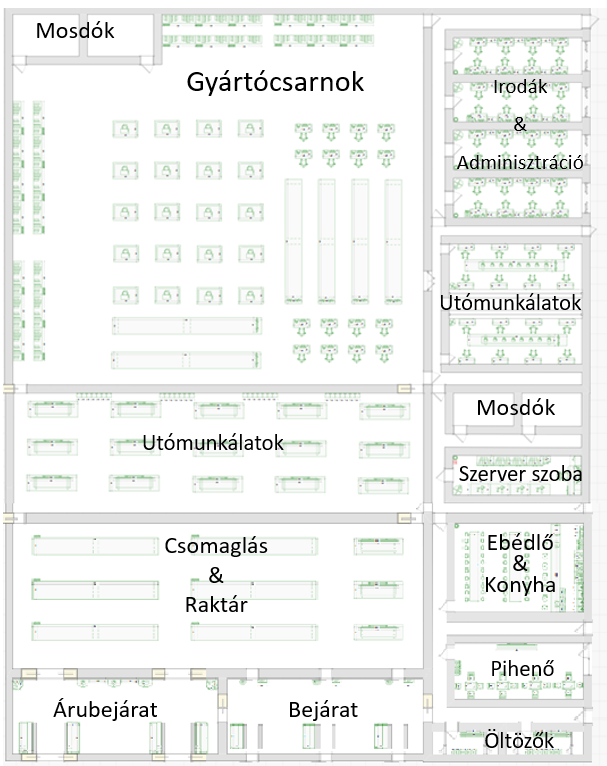 Mosdók
Gyártócsarnok
Irodák
&
Adminisztráció
Utómunkálatok
Utómunkálatok
Mosdók
Szerver szoba
Csomaglás
&
Raktár
Ebédlő
&
Konyha
Pihenő
Árubejárat
Bejárat
Öltözők